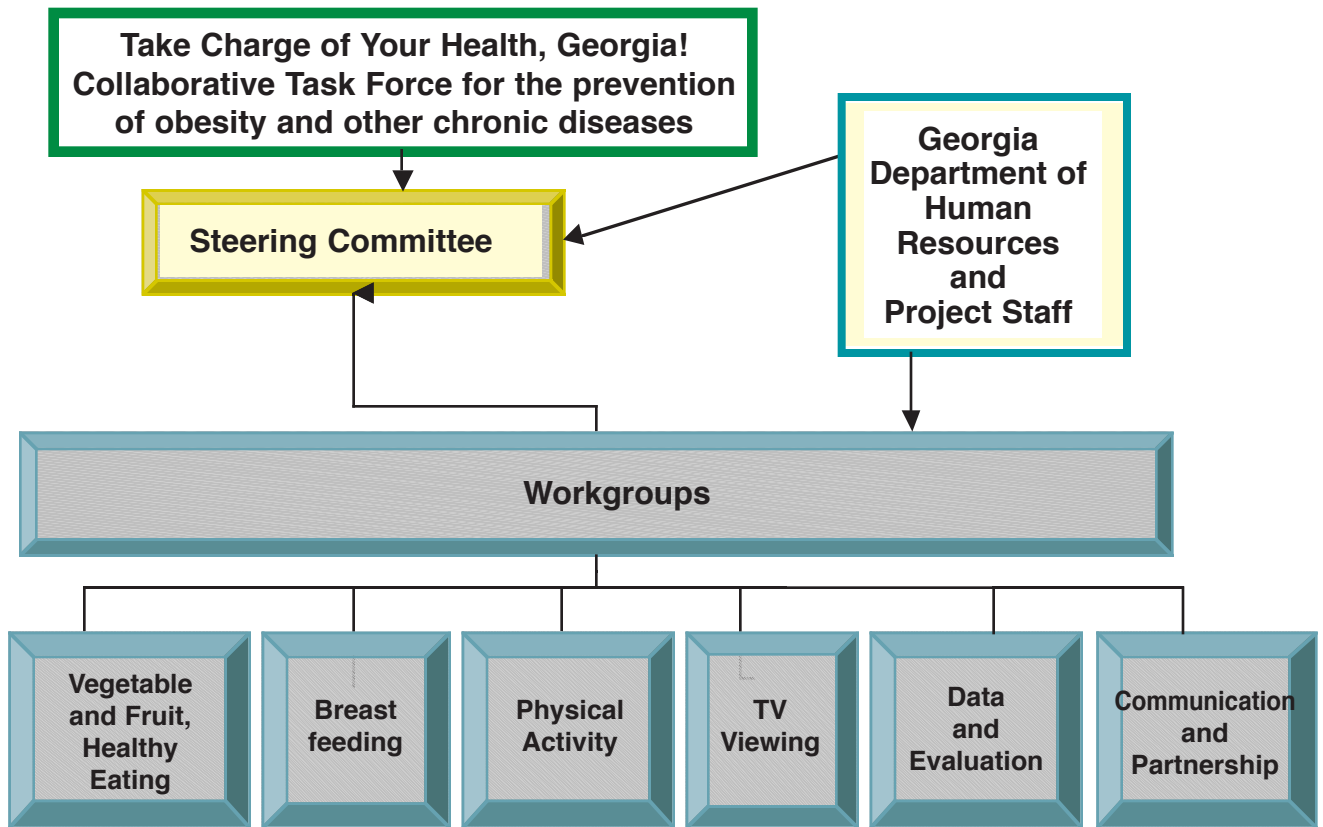 Take Charge of Your Health, Georgia!
Collaborative Task Force for the prevention
of obesity and other chronic diseases
Georgia
Department of
Human
Resources
and
Project Staff
Steering Committee
Workgroups
Vegetable
and Fruit,
Healthy
Eating
Breast
feeding
Physical
Activity
TV
Viewing
Data
and
Evaluation
Communication
and
Partnership